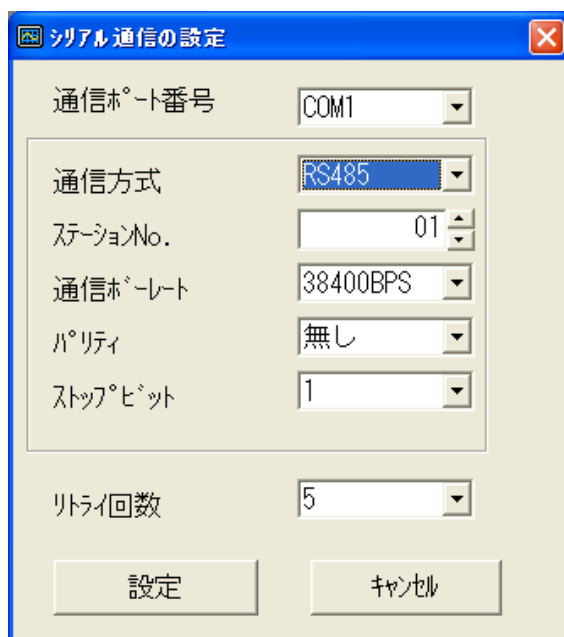 ｼﾘｱﾙ通信の設定
通信ﾎﾟｰﾄ番号 COM1
通信方式 RS485
ｽﾃｰｼｮﾝNo. 01
通信ﾎﾞｰﾚｰﾄ 38400BPS
ﾊﾟﾘﾃｨ 無し
ｽﾄｯﾌﾟﾋﾞｯﾄ 1
ﾘﾄﾗｲ回数 5
設定 ｷｬﾝｾﾙ